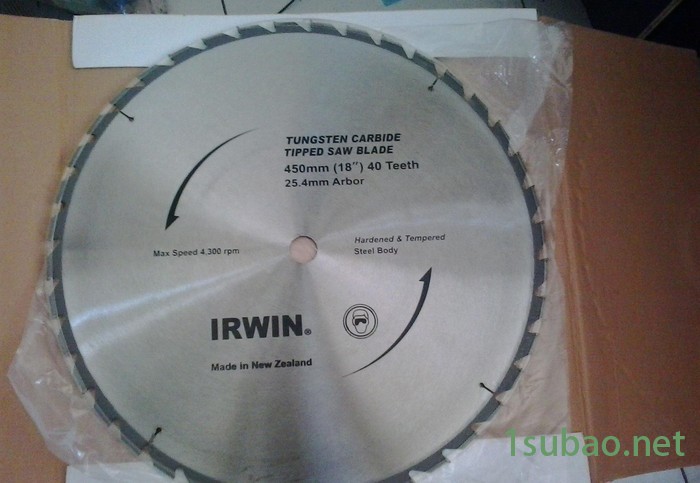 TUNGSTEN CARBIDE
TIPPED SAW BLADE
450mm (18") 40 Teeth
25.4mm Arbor
Max Speed 4,300 rpm
Hardened & Tempered
Steel Body
IRWIN®
Made in New Zealand
1subao.net